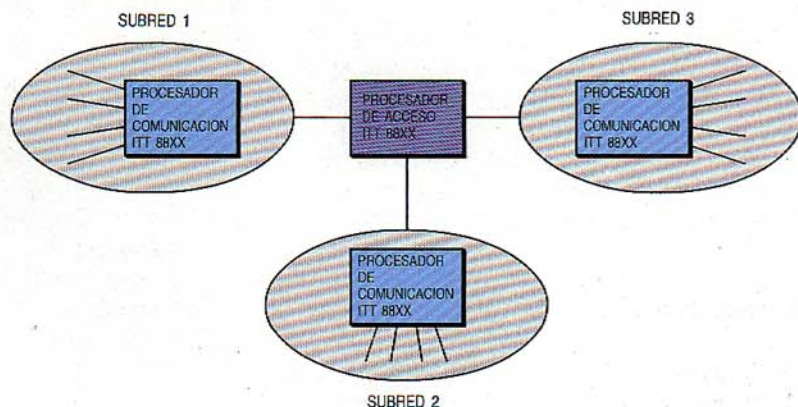 SUBRED 1
SUBRED 3
PROCESADOR
DE
COMUNICACION
ITT 88XX
PROCESADOR
DE ACCESO
ITT 88XX
PROCESADOR
DE
COMUNICACION
ITT 88XX
PROCESADOR
DE
COMUNICACION
ITT 88XX
SUBRED 2